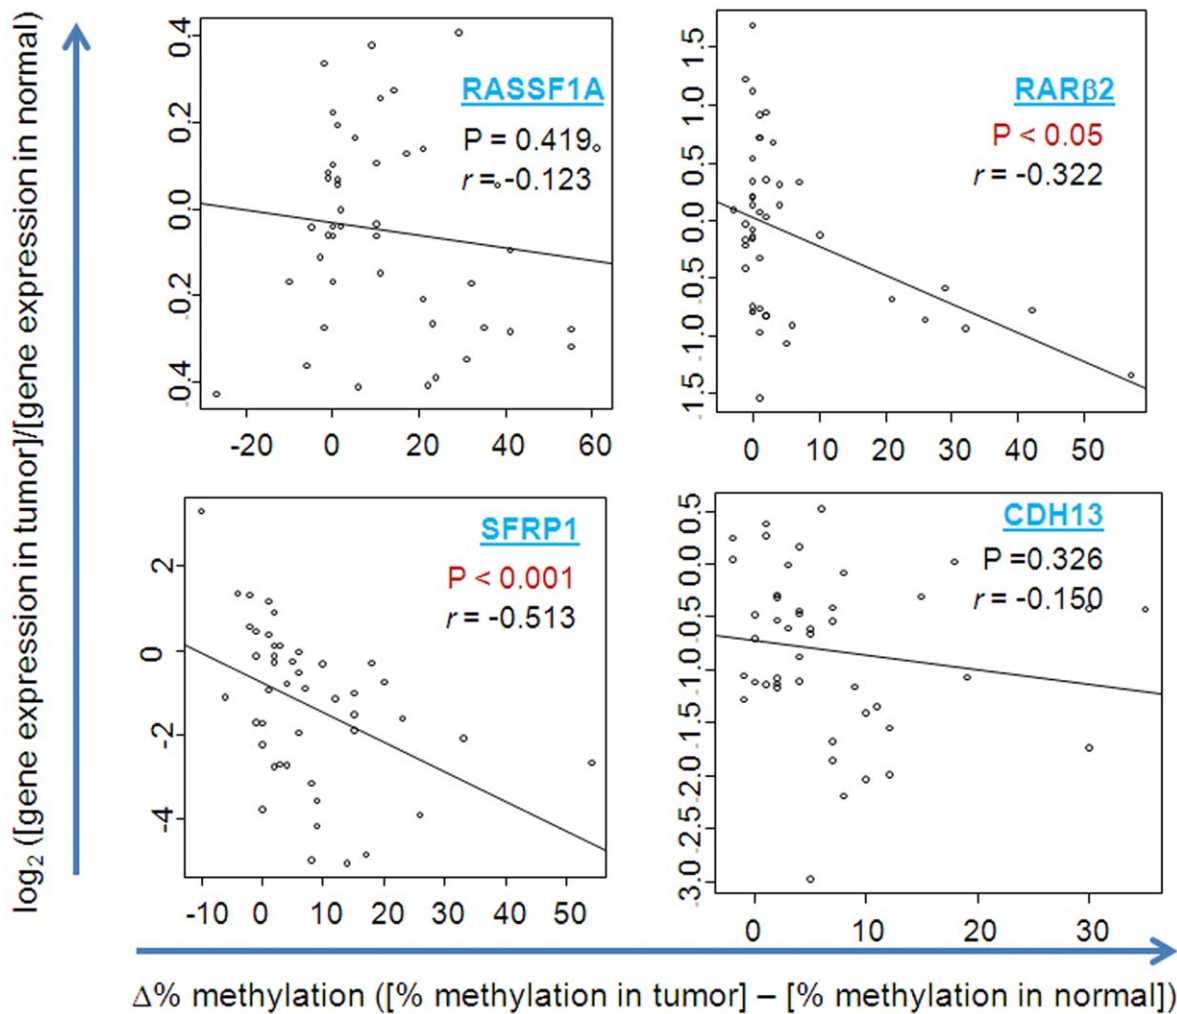 log₂ ([gene expression in tumor]/[gene expression in normal])
RASSF1A
P = 0.419
r = -0.123
0.4
0.2
0.0
-0.2
-0.4
-20 0 20 40 60
RARβ2
P < 0.05
r = -0.322
1.5
1.0
0.5
0.0
-0.5
-1.0
-1.5
0 10 20 30 40 50
SFRP1
P < 0.001
r = -0.513
2
0
-2
-4
-10 0 10 20 30 40 50
CDH13
P =0.326
r = -0.150
0.5
0.0
-0.5
-1.0
-1.5
-2.0
-2.5
-3.0
0 10 20 30
Δ% methylation ([% methylation in tumor] – [% methylation in normal])